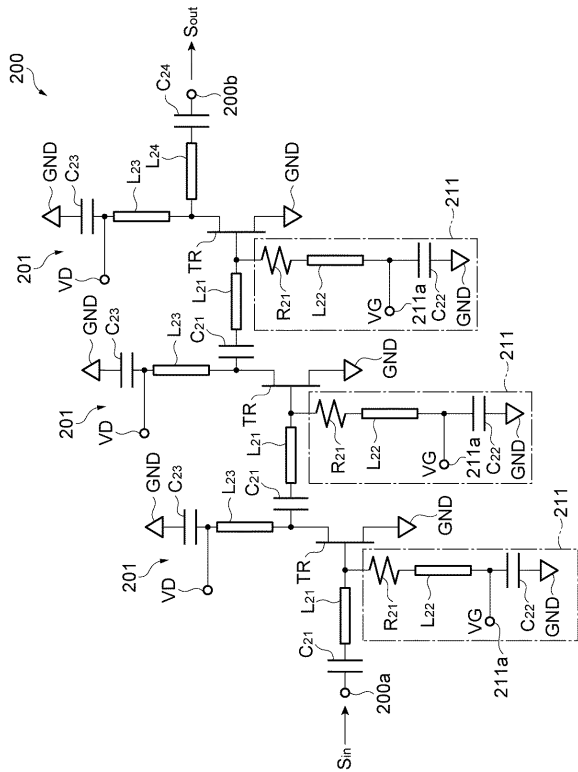 200
GND
C23
L23
201
VD
C24
Sout
200b
L24
TR
GND
L21
C21
R21
L22
VG
211a
C22
GND
211
GND
C23
L23
201
VD
TR
GND
L21
C21
R21
L22
VG
211a
C22
GND
211
GND
C23
L23
201
VD
TR
GND
L21
C21
R21
L22
VG
211a
C22
GND
211
200a
Sin